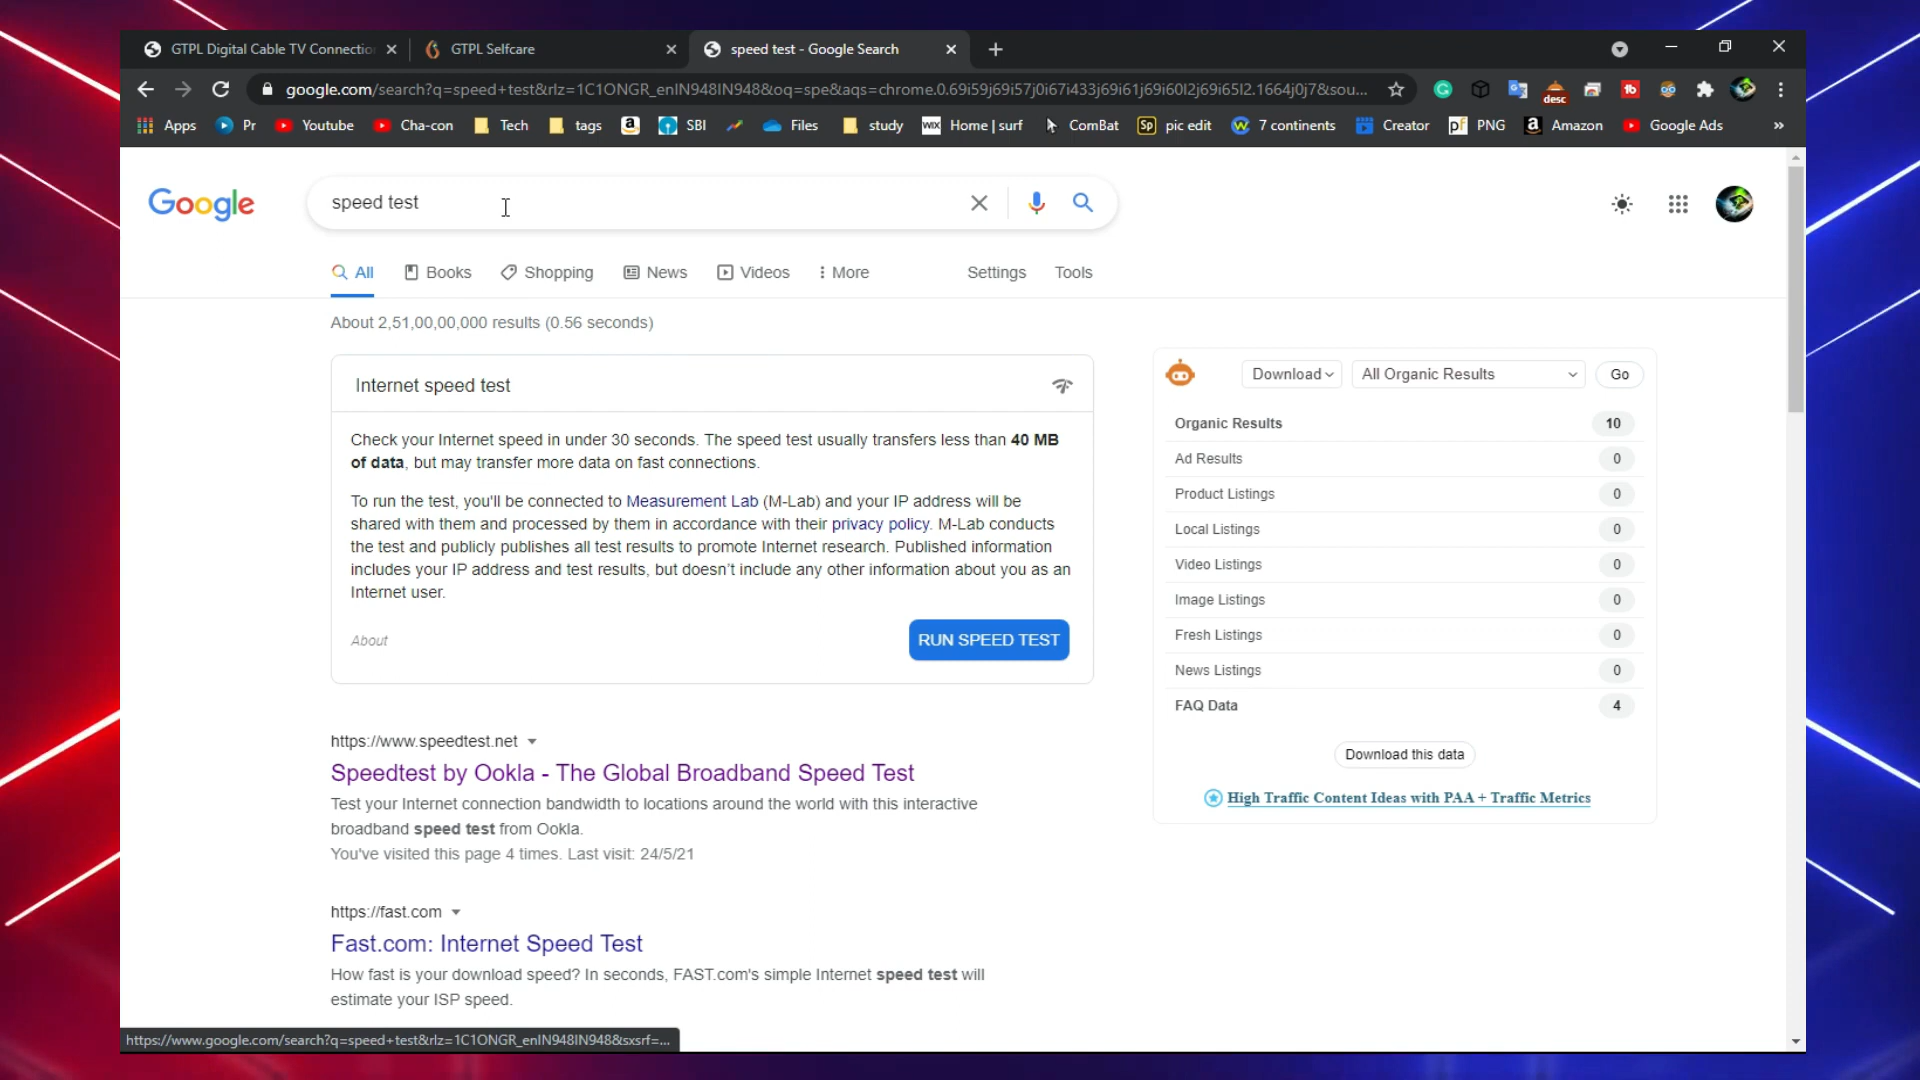 GTPL Digital Cable TV Connectio
GTPL Selfcare
speed test - Google Search
google.com/search?q=speed+test&rlz=1C1ONGR_enIN948IN948&oq=spe&aqs=chrome.0.69i59j69i57j0i67i433j69i61j69i60l2j69i65l2.1664j0j7&sou...
desc
Apps
Pr
Youtube
Cha-con
Tech
tags
SBI
Files
study
WIX
Home | surf
ComBat
Sp
pic edit
7 continents
Creator
pf
PNG
Amazon
Google Ads
»
Google
speed test
All
Books
Shopping
News
Videos
More
Settings
Tools
About 2,51,00,00,000 results (0.56 seconds)
Internet speed test
Check your Internet speed in under 30 seconds. The speed test usually transfers less than 40 MB
of data, but may transfer more data on fast connections.
To run the test, you'll be connected to Measurement Lab (M-Lab) and your IP address will be
shared with them and processed by them in accordance with their privacy policy. M-Lab conducts
the test and publicly publishes all test results to promote Internet research. Published information
includes your IP address and test results, but doesn't include any other information about you as an
Internet user.
About
RUN SPEED TEST
https://www.speedtest.net
Speedtest by Ookla - The Global Broadband Speed Test
Test your Internet connection bandwidth to locations around the world with this interactive
broadband speed test from Ookla.
You've visited this page 4 times. Last visit: 24/5/21
https://fast.com
Fast.com: Internet Speed Test
How fast is your download speed? In seconds, FAST.com's simple Internet speed test will
estimate your ISP speed.
Download
All Organic Results
Go
Organic Results 10
Ad Results 0
Product Listings 0
Local Listings 0
Video Listings 0
Image Listings 0
Fresh Listings 0
News Listings 0
FAQ Data 4
Download this data
High Traffic Content Ideas with PAA + Traffic Metrics
https://www.google.com/search?q=speed+test&rlz=1C1ONGR_enIN948IN948&sxsrf=...